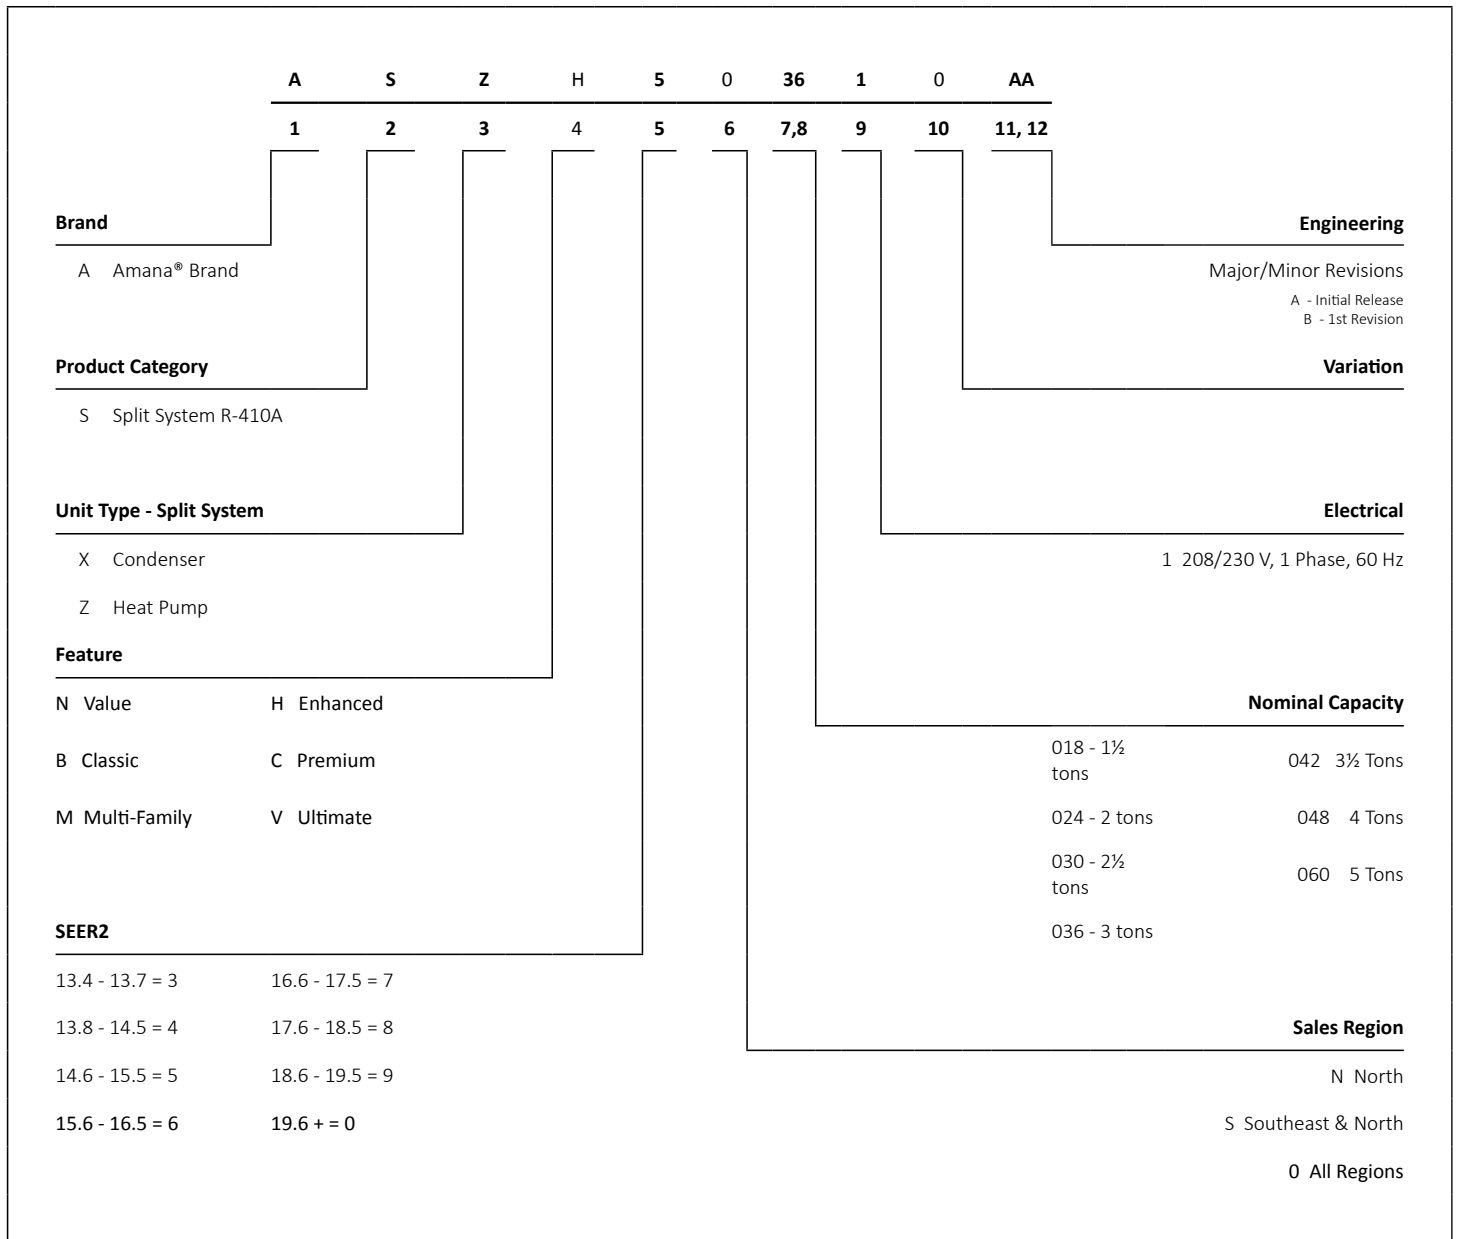 A S Z H 5 0 36 1 0 AA
1 2 3 4 5 6 7,8 9 10 11, 12
Brand
A Amana® Brand
Engineering
Major/Minor Revisions
A - Initial Release
B - 1st Revision
Product Category
S Split System R-410A
Variation
Unit Type - Split System
X Condenser
Z Heat Pump
Electrical
1 208/230 V, 1 Phase, 60 Hz
Feature
N Value H Enhanced
B Classic C Premium
M Multi-Family V Ultimate
Nominal Capacity
018 - 1½
tons
042 3½ Tons
024 - 2 tons 048 4 Tons
030 - 2½
tons
060 5 Tons
036 - 3 tons
SEER2
13.4 - 13.7 = 3 16.6 - 17.5 = 7
13.8 - 14.5 = 4 17.6 - 18.5 = 8
14.6 - 15.5 = 5 18.6 - 19.5 = 9
15.6 - 16.5 = 6 19.6 + = 0
Sales Region
N North
S Southeast & North
0 All Regions